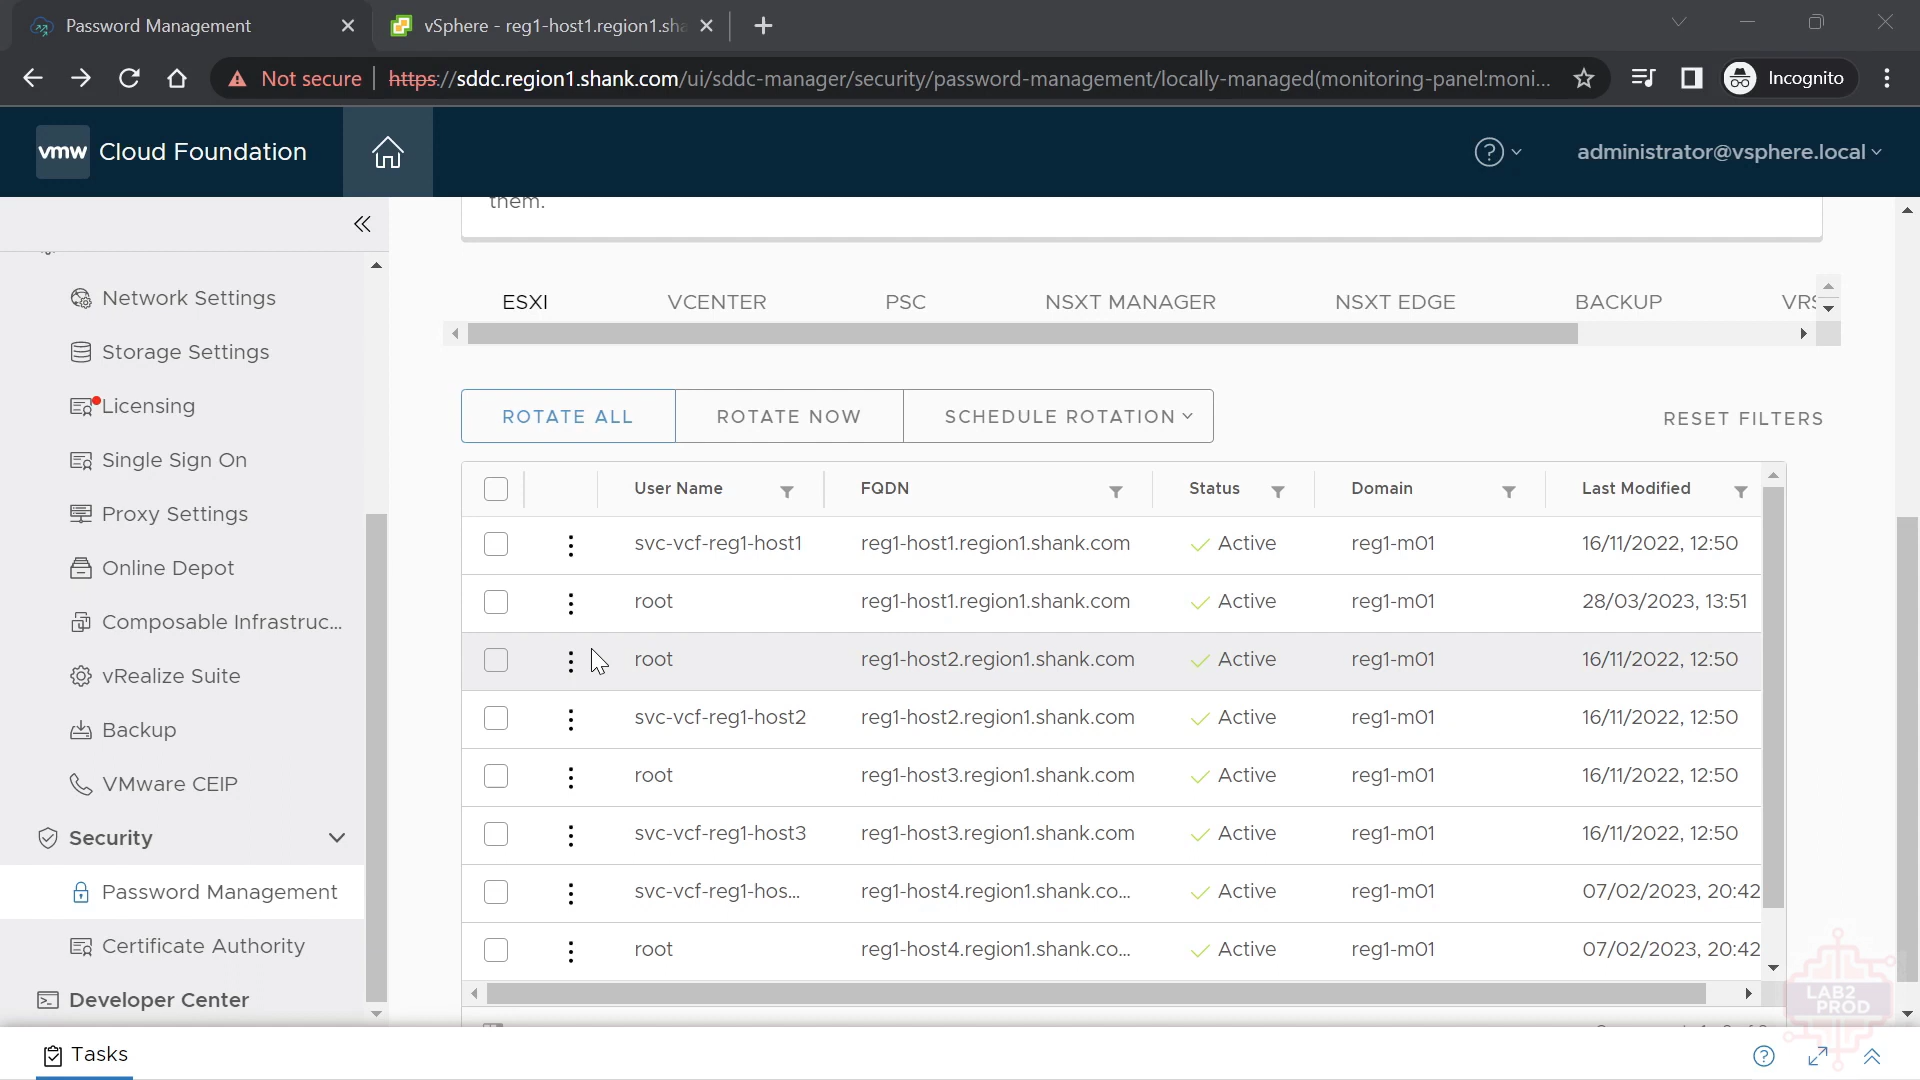 Password Management
vSphere - reg1-host1.region1.sha
Not secure
https://sddc.region1.shank.com/ui/sddc-manager/security/password-management/locally-managed(monitoring-panel:moni...
Incognito
vmw Cloud Foundation
administrator@vsphere.local
them.
Network Settings
Storage Settings
Licensing
Single Sign On
Proxy Settings
Online Depot
Composable Infrastruc...
vRealize Suite
Backup
VMware CEIP
Security
Password Management
Certificate Authority
Developer Center
ESXI VCENTER PSC NSXT MANAGER NSXT EDGE BACKUP VRS
ROTATE ALL ROTATE NOW SCHEDULE ROTATION RESET FILTERS
User Name FQDN Status Domain Last Modified
svc-vcf-reg1-host1 reg1-host1.region1.shank.com Active reg1-m01 16/11/2022, 12:50
root reg1-host1.region1.shank.com Active reg1-m01 28/03/2023, 13:51
root reg1-host2.region1.shank.com Active reg1-m01 16/11/2022, 12:50
svc-vcf-reg1-host2 reg1-host2.region1.shank.com Active reg1-m01 16/11/2022, 12:50
root reg1-host3.region1.shank.com Active reg1-m01 16/11/2022, 12:50
svc-vcf-reg1-host3 reg1-host3.region1.shank.com Active reg1-m01 16/11/2022, 12:50
svc-vcf-reg1-hos... reg1-host4.region1.shank.co... Active reg1-m01 07/02/2023, 20:42
root reg1-host4.region1.shank.co... Active reg1-m01 07/02/2023, 20:42
LAB2
PROD
Tasks